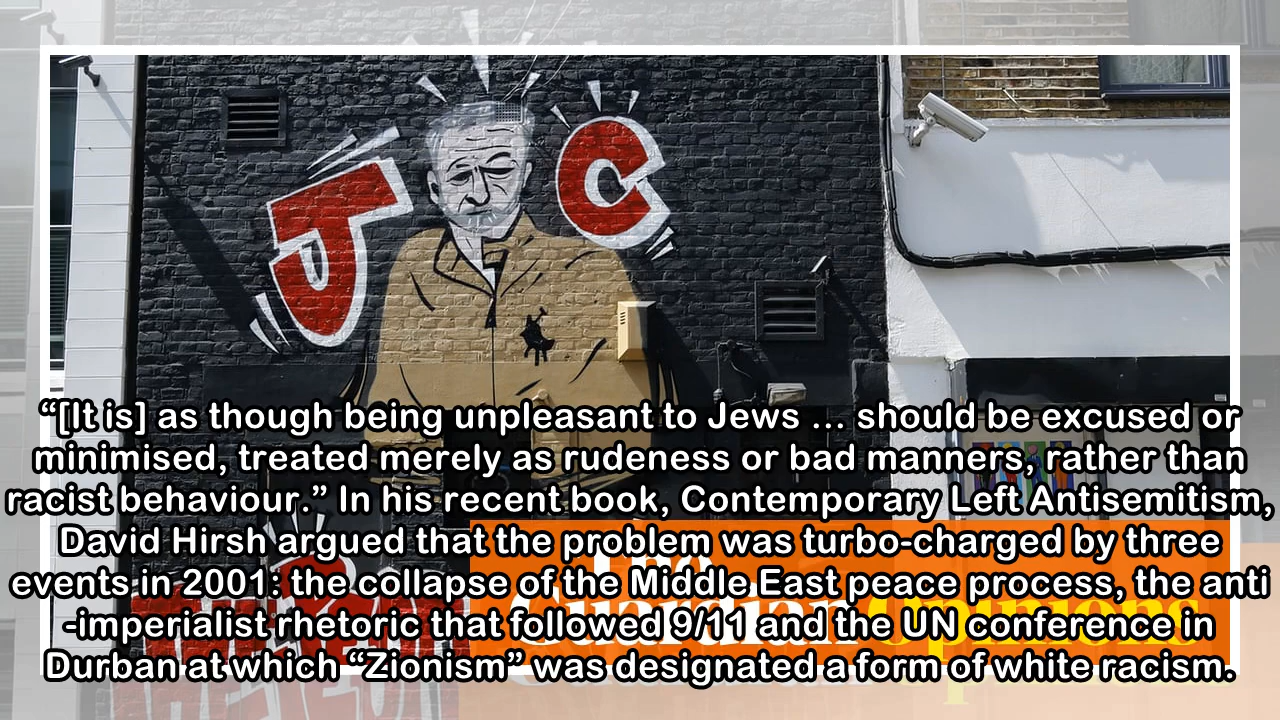 J C
“[It is] as though being unpleasant to Jews … should be excused or
minimised, treated merely as rudeness or bad manners, rather than
racist behaviour.” In his recent book, Contemporary Left Antisemitism,
David Hirsh argued that the problem was turbo-charged by three
events in 2001: the collapse of the Middle East peace process, the anti
-imperialist rhetoric that followed 9/11 and the UN conference in
Durban at which “Zionism” was designated a form of white racism.
The
Guardian Opinions